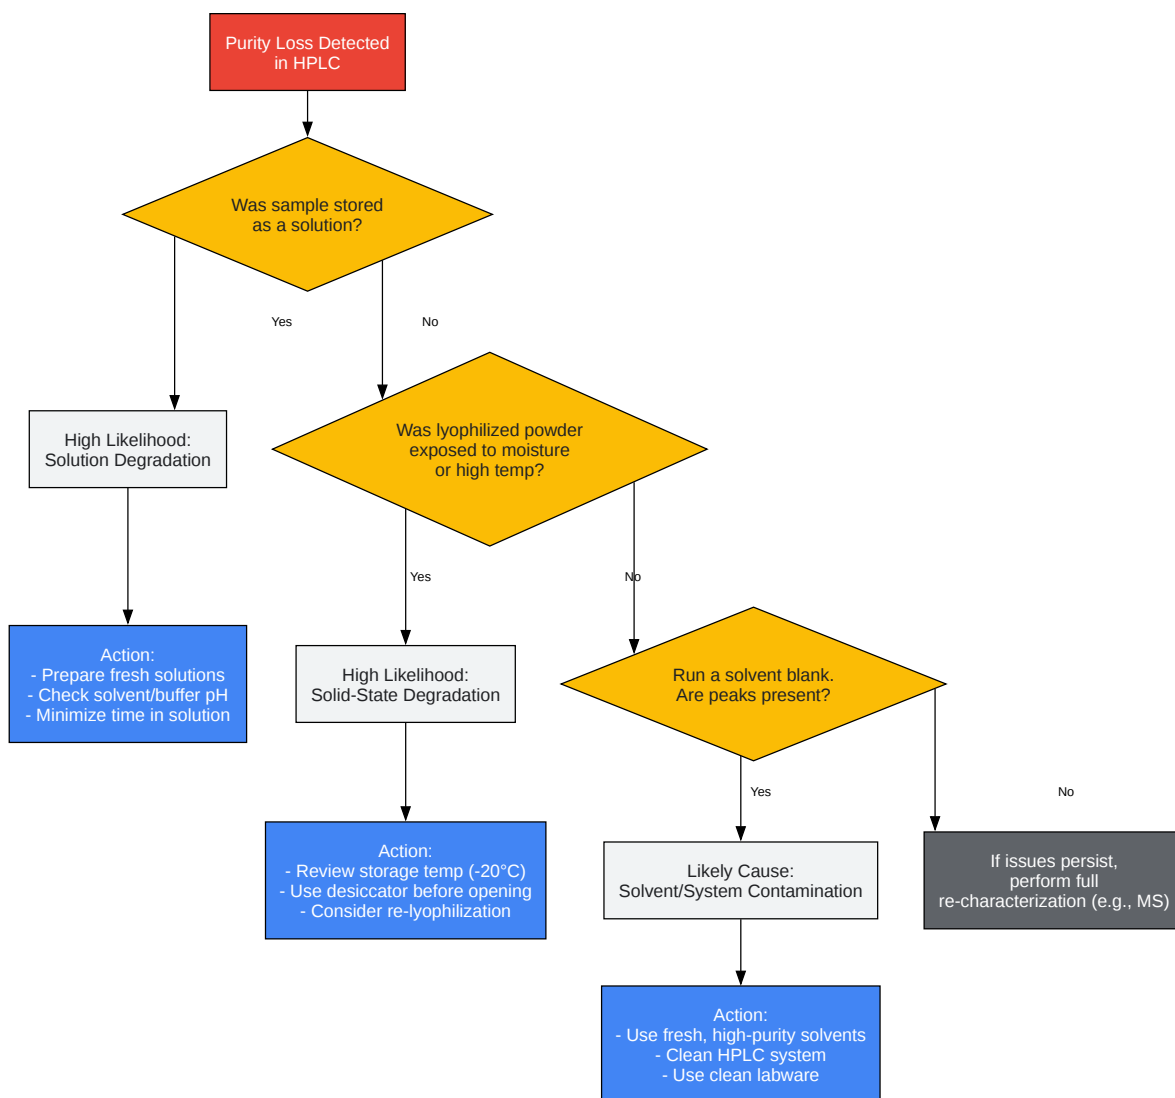 Purity Loss Detected
in HPLC
Was sample stored
as a solution?
Yes
No
High Likelihood:
Solution Degradation
Was lyophilized powder
exposed to moisture
or high temp?
Action:
- Prepare fresh solutions
- Check solvent/buffer pH
- Minimize time in solution
Yes
No
High Likelihood:
Solid-State Degradation
Run a solvent blank.
Are peaks present?
Action:
- Review storage temp (-20°C)
- Use desiccator before opening
- Consider re-lyophilization
Yes
No
Likely Cause:
Solvent/System Contamination
If issues persist,
perform full
re-characterization (e.g., MS)
Action:
- Use fresh, high-purity solvents
- Clean HPLC system
- Use clean labware